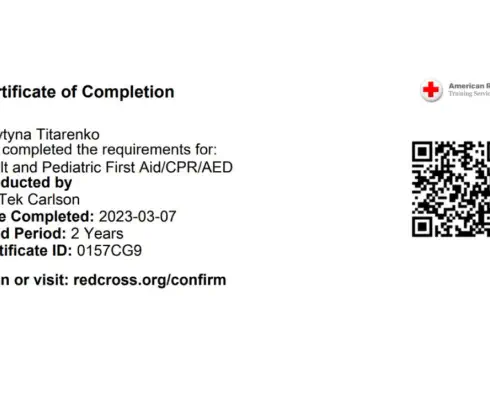 rtificate of Completion
American R
Training Servic
ytyna Titarenko
completed the requirements for:
lt and Pediatric First Aid/CPR/AED
nducted by
Tek Carlson
e Completed: 2023-03-07
d Period: 2 Years
tificate ID: 0157CG9
n or visit: redcross.org/confirm